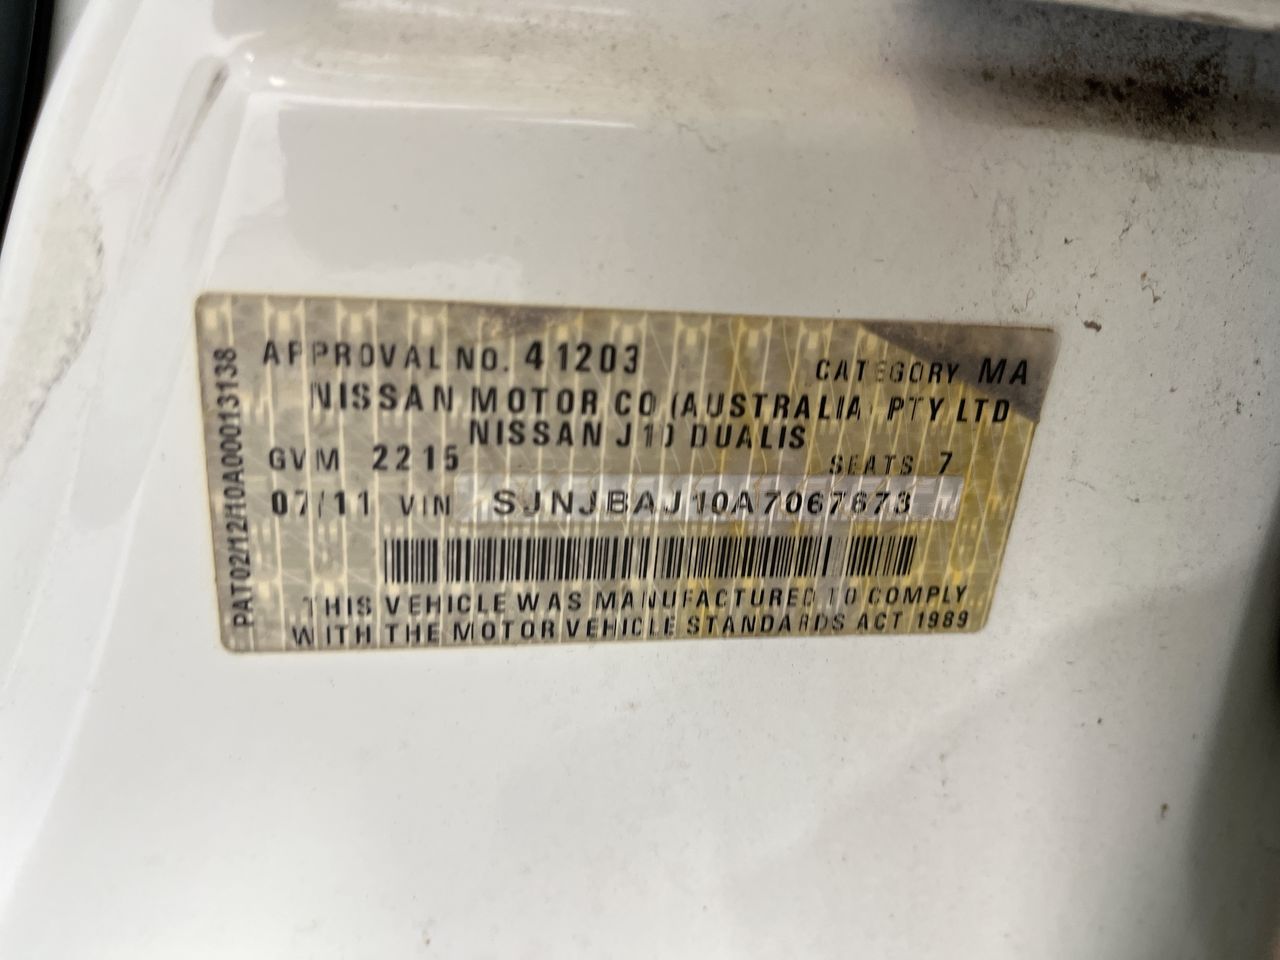 APPROVAL NO. 41203 CATEGORY MA
NISSAN MOTOR CO (AUSTRALIA) PTY LTD
NISSAN J10 DUALIS
GVM 2215 SEATS 7
07/11 VIN SJNJBAJ10A7067673
THIS VEHICLE WAS MANUFACTURED TO COMPLY
WITH THE MOTOR VEHICLE STANDARDS ACT 1989
PAT02/12/10A00013138